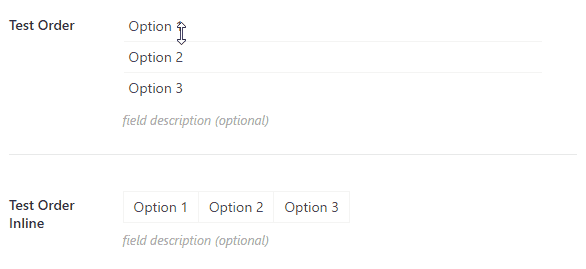 Test Order
Option
Option 2
Option 3
field description (optional)
Test Order
Inline
Option 1 Option 2 Option 3
field description (optional)